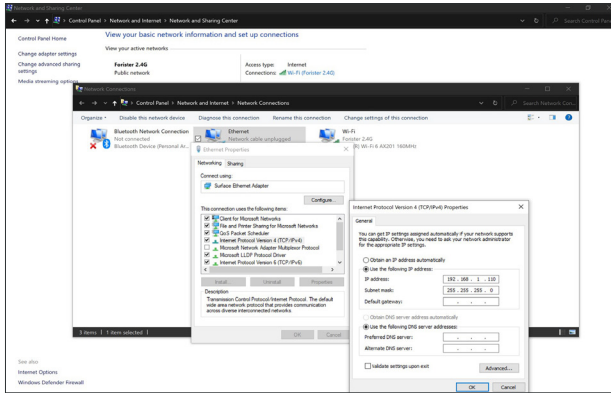 Network and Sharing Center
Control Panel > Network and Internet > Network and Sharing Center
Search Control Panel
Control Panel Home
Change adapter settings
Change advanced sharing settings
Media streaming options
View your basic network information and set up connections
View your active networks
Forister 2.4G
Public network
Access type: Internet
Connections: Wi-Fi (Forister 2.4G)
Network Connections
Control Panel > Network and Internet > Network Connections
Search Network Con...
Organize
Disable this network device
Diagnose this connection
Rename this connection
Change settings of this connection
Bluetooth Network Connection
Not connected
Bluetooth Device (Personal Ar...
Ethernet
Network cable unplugged
Wi-Fi
Forister 2.4G
(R) Wi-Fi 6 AX201 160MHz
Ethernet Properties
Networking
Sharing
Connect using:
Surface Ethernet Adapter
Configure...
This connection uses the following items:
Client for Microsoft Networks
File and Printer Sharing for Microsoft Networks
QoS Packet Scheduler
Internet Protocol Version 4 (TCP/IPv4)
Microsoft Network Adapter Multiplexor Protocol
Microsoft LLDP Protocol Driver
Internet Protocol Version 6 (TCP/IPv6)
Install...
Uninstall
Properties
Description
Transmission Control Protocol/Internet Protocol. The default
wide area network protocol that provides communication
across diverse interconnected networks.
OK
Cancel
Internet Protocol Version 4 (TCP/IPv4) Properties
General
You can get IP settings assigned automatically if your network supports
this capability. Otherwise, you need to ask your network administrator
for the appropriate IP settings.
Obtain an IP address automatically
Use the following IP address:
IP address: 192 . 168 . 1 . 110
Subnet mask: 255 . 255 . 255 . 0
Default gateway: . . .
Obtain DNS server address automatically
Use the following DNS server addresses:
Preferred DNS server: . . .
Alternate DNS server: . . .
Validate settings upon exit
Advanced...
OK
Cancel
3 items
1 item selected
See also
Internet Options
Windows Defender Firewall